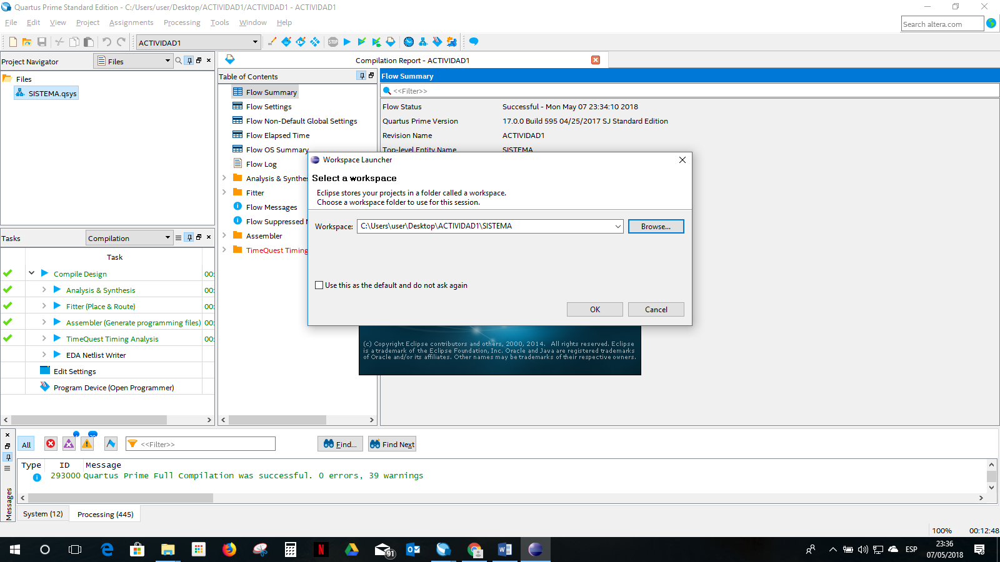 Quartus Prime Standard Edition - C:/Users/user/Desktop/ACTIVIDAD1/ACTIVIDAD1 - ACTIVIDAD1
File Edit View Project Assignments Processing Tools Window Help
Search altera.com
ACTIVIDAD1
STOP
Project Navigator
Files
Files
SISTEMA.qsys
Compilation Report - ACTIVIDAD1
Table of Contents
Flow Summary
Flow Settings
Flow Non-Default Global Settings
Flow Elapsed Time
Flow OS Summary
Flow Log
Analysis & Synthes
Fitter
Flow Messages
Flow Suppressed M
Assembler
TimeQuest Timing
Flow Summary
<<Filter>>
Flow Status Successful - Mon May 07 23:34:10 2018
Quartus Prime Version 17.0.0 Build 595 04/25/2017 SJ Standard Edition
Revision Name ACTIVIDAD1
Top-level Entity Name SISTEMA
Workspace Launcher
Select a workspace
Eclipse stores your projects in a folder called a workspace.
Choose a workspace folder to use for this session.
Workspace: C:\Users\user\Desktop\ACTIVIDAD1\SISTEMA Browse...
Use this as the default and do not ask again
OK Cancel
(c) Copyright Eclipse contributors and others, 2000, 2014. All rights reserved. Eclipse
is a trademark of the Eclipse Foundation, Inc. Oracle and Java are registered trademarks
of Oracle and/or its affiliates. Other names may be trademarks of their respective owners.
Tasks Compilation
Task
Compile Design 00:
Analysis & Synthesis 00:
Fitter (Place & Route) 00:
Assembler (Generate programming files) 00:
TimeQuest Timing Analysis 00:
EDA Netlist Writer
Edit Settings
Program Device (Open Programmer)
All <<Filter>> Find... Find Next
Type ID Message
293000 Quartus Prime Full Compilation was successful. 0 errors, 39 warnings
Messages
System (12) Processing (445)
100% 00:12:48
91
ESP
23:36
07/05/2018